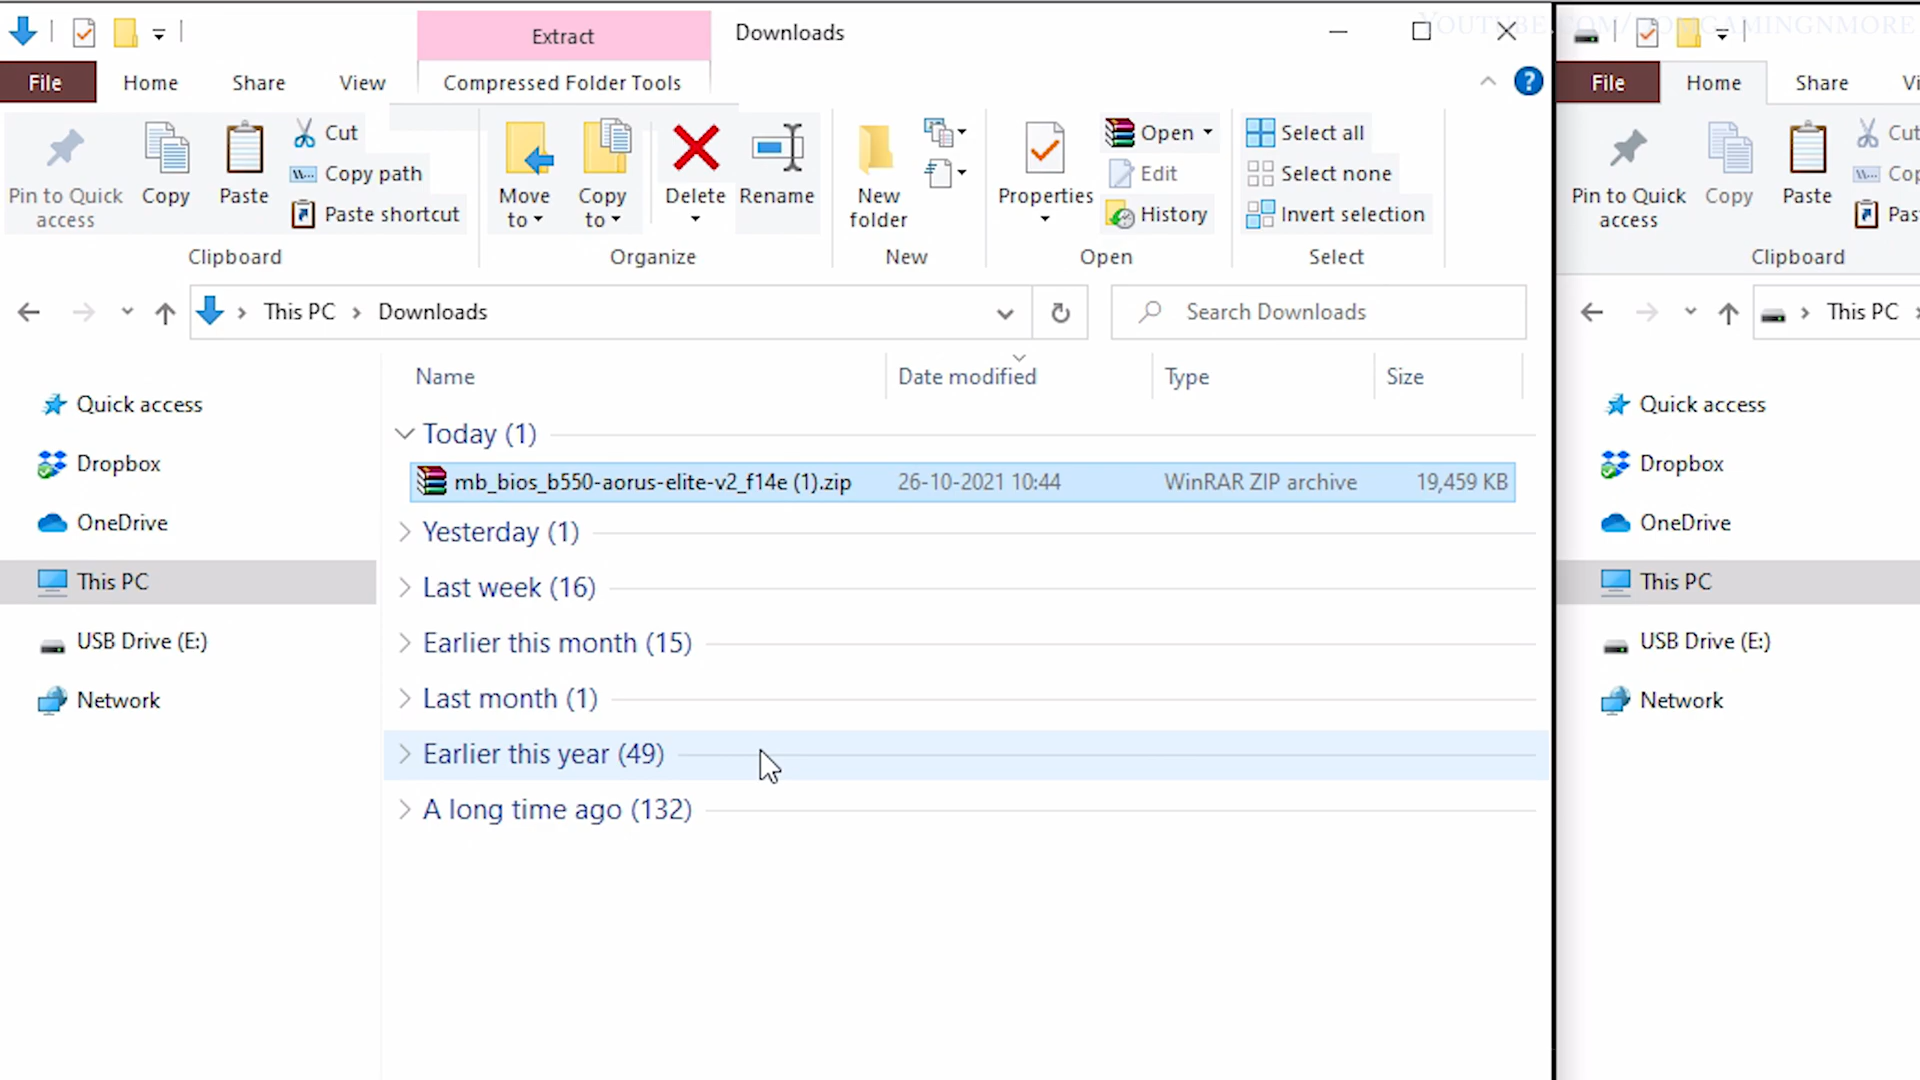 Extract
Downloads
File
Home
Share
View
Compressed Folder Tools
Pin to Quick access
Copy
Paste
Cut
Copy path
Paste shortcut
Clipboard
Move to
Copy to
Delete
Rename
Organize
New folder
New
Properties
Open
Edit
History
Open
Select all
Select none
Invert selection
Select
This PC > Downloads
Search Downloads
Name
Date modified
Type
Size
Quick access
Dropbox
OneDrive
This PC
USB Drive (E:)
Network
Today (1)
mb_bios_b550-aorus-elite-v2_f14e (1).zip 26-10-2021 10:44 WinRAR ZIP archive 19,459 KB
Yesterday (1)
Last week (16)
Earlier this month (15)
Last month (1)
Earlier this year (49)
A long time ago (132)
File
Home
Share
Vi
Pin to Quick access
Copy
Paste
Cut
Cop
Pas
Clipboard
This PC
Quick access
Dropbox
OneDrive
This PC
USB Drive (E:)
Network